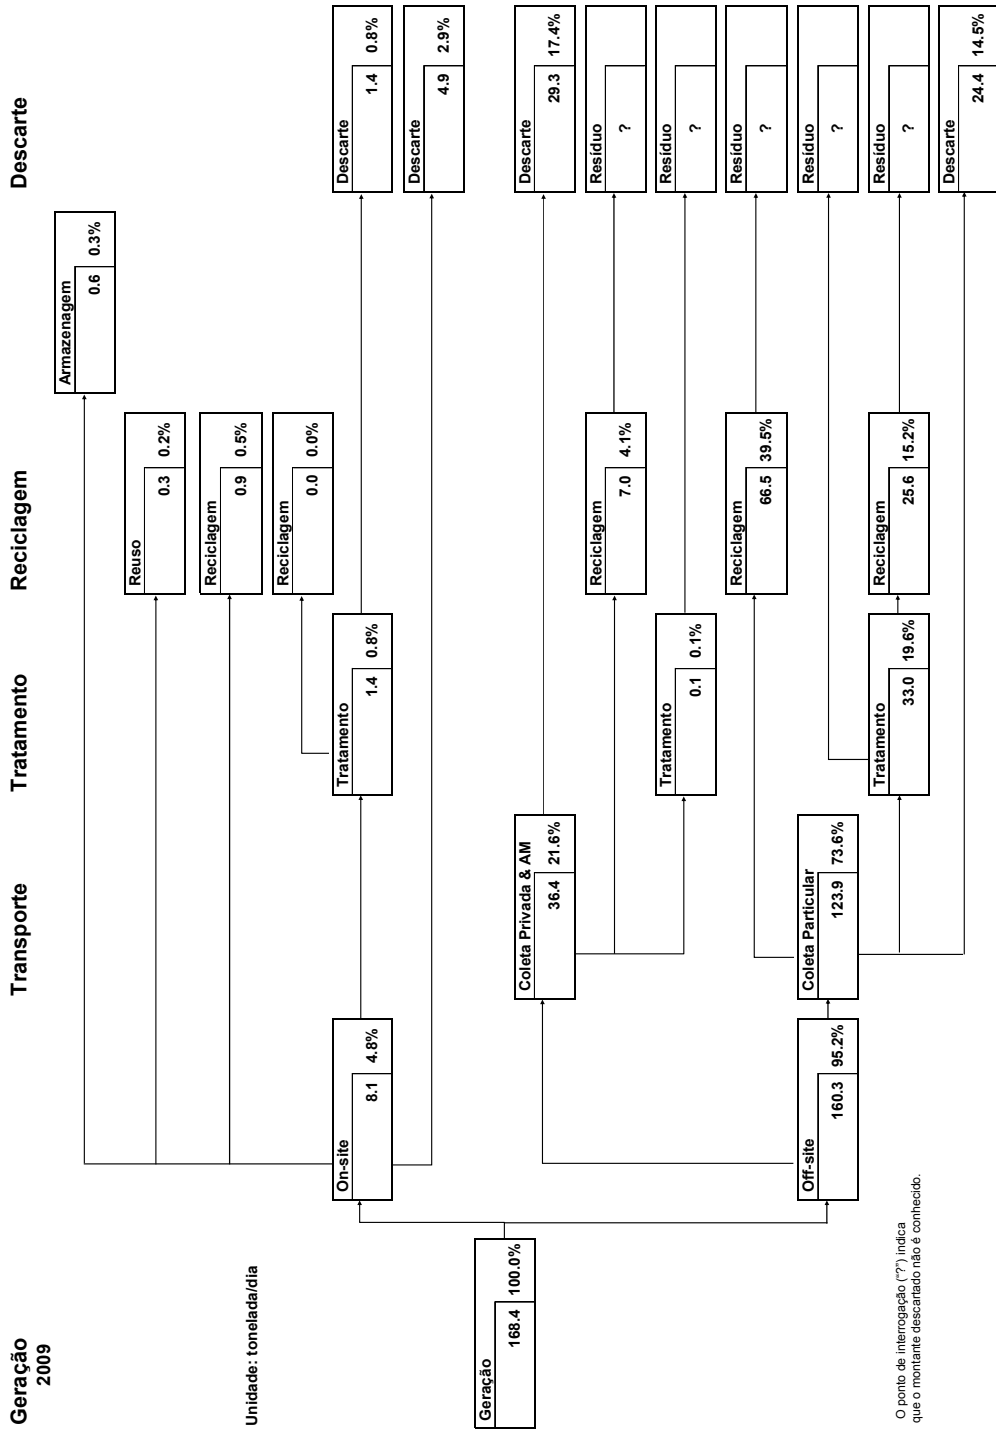 Geração
2009
Transporte
Tratamento
Reciclagem
Descarte
Unidade: tonelada/dia
Armazenagem
0.6 0.3%
Reuso
0.3 0.2%
Reciclagem
0.9 0.5%
Reciclagem
0.0 0.0%
On-site
8.1 4.8%
Tratamento
1.4 0.8%
Descarte
1.4 0.8%
Descarte
4.9 2.9%
Geração
168.4 100.0%
Coleta Privada & AM
36.4 21.6%
Descarte
29.3 17.4%
Reciclagem
7.0 4.1%
Resíduo
?
Tratamento
0.1 0.1%
Resíduo
?
Reciclagem
66.5 39.5%
Resíduo
?
Off-site
160.3 95.2%
Coleta Particular
123.9 73.6%
Resíduo
?
Tratamento
33.0 19.6%
Reciclagem
25.6 15.2%
Resíduo
?
Descarte
24.4 14.5%
O ponto de interrogação ("?") indica
que o montante descartado não é conhecido.